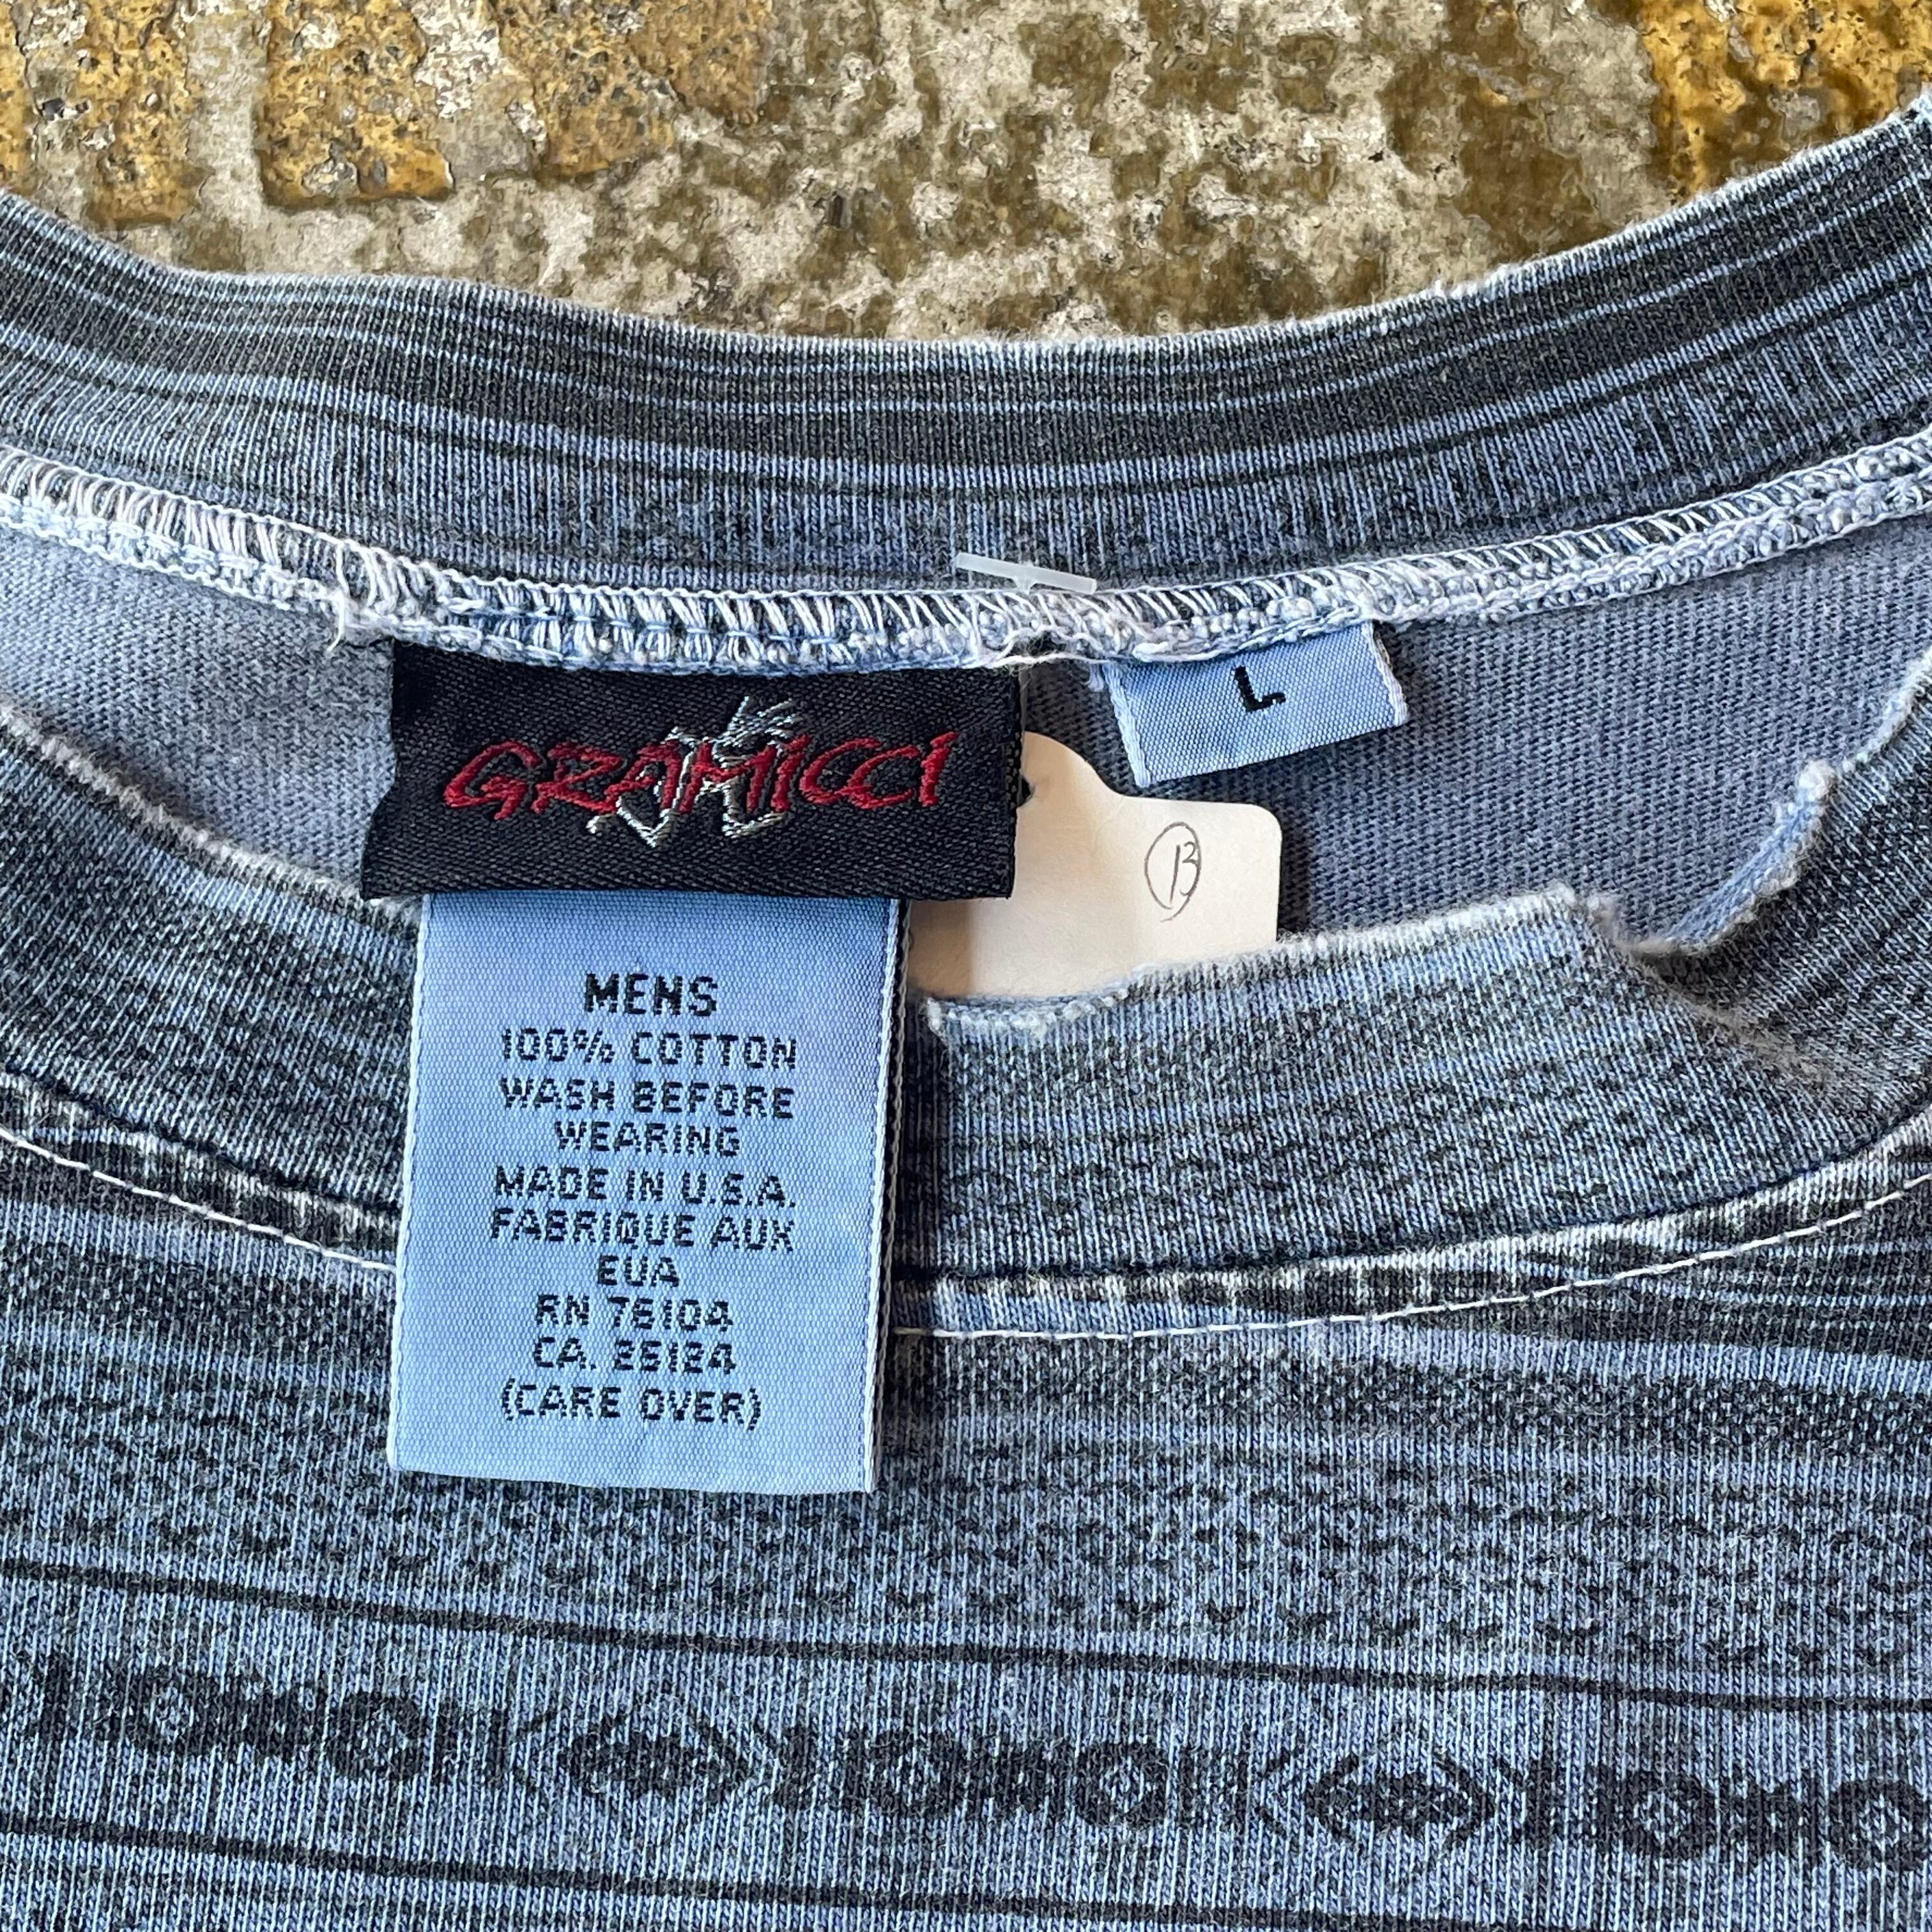 GRAMICCI
L
MENS
100% COTTON
WASH BEFORE
WEARING
MADE IN U.S.A.
FABRIQUE AUX
EUA
RN 76104
CA. 25124
(CARE OVER)